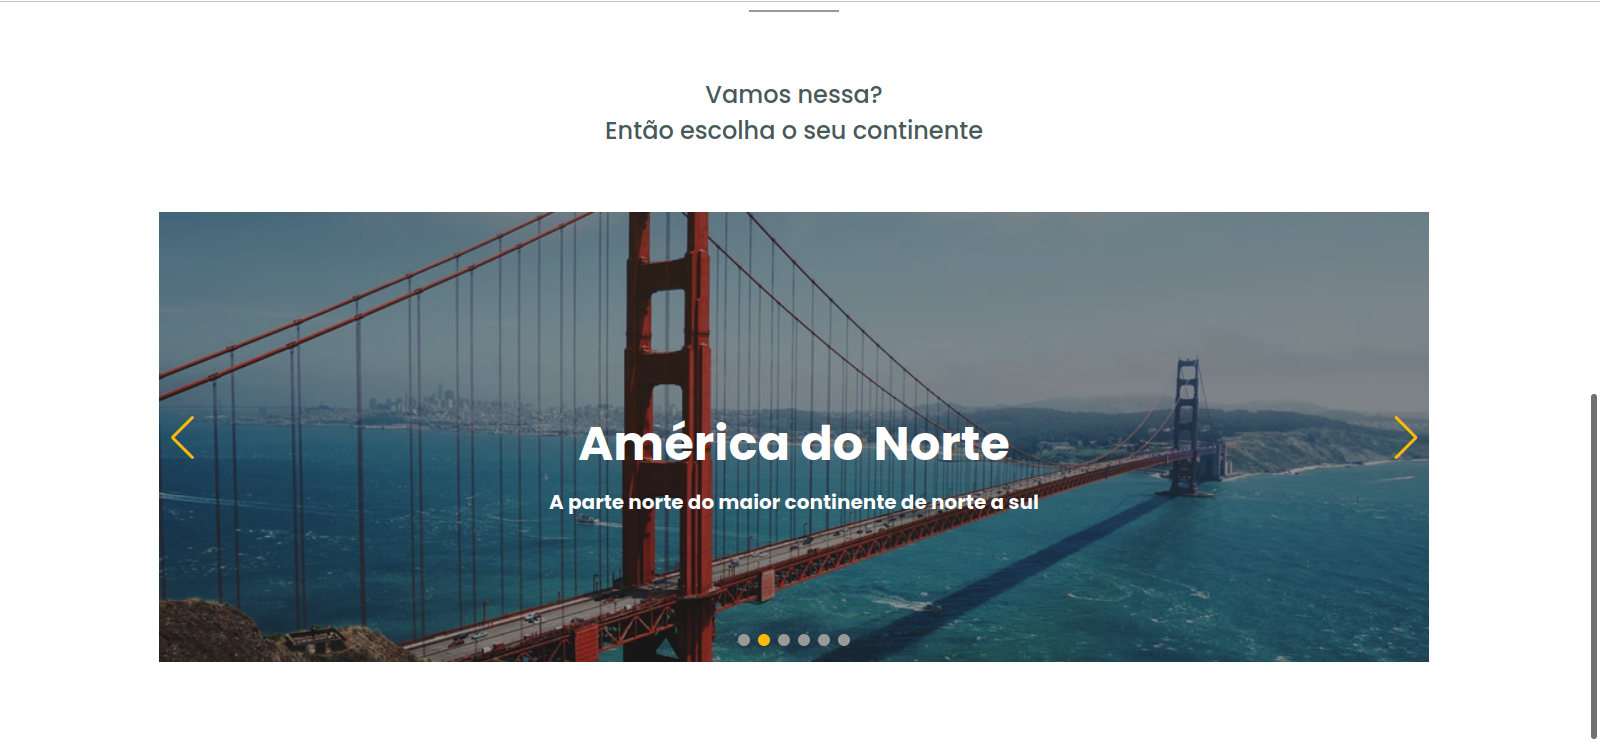 Vamos nessa?
Então escolha o seu continente
América do Norte
A parte norte do maior continente de norte a sul